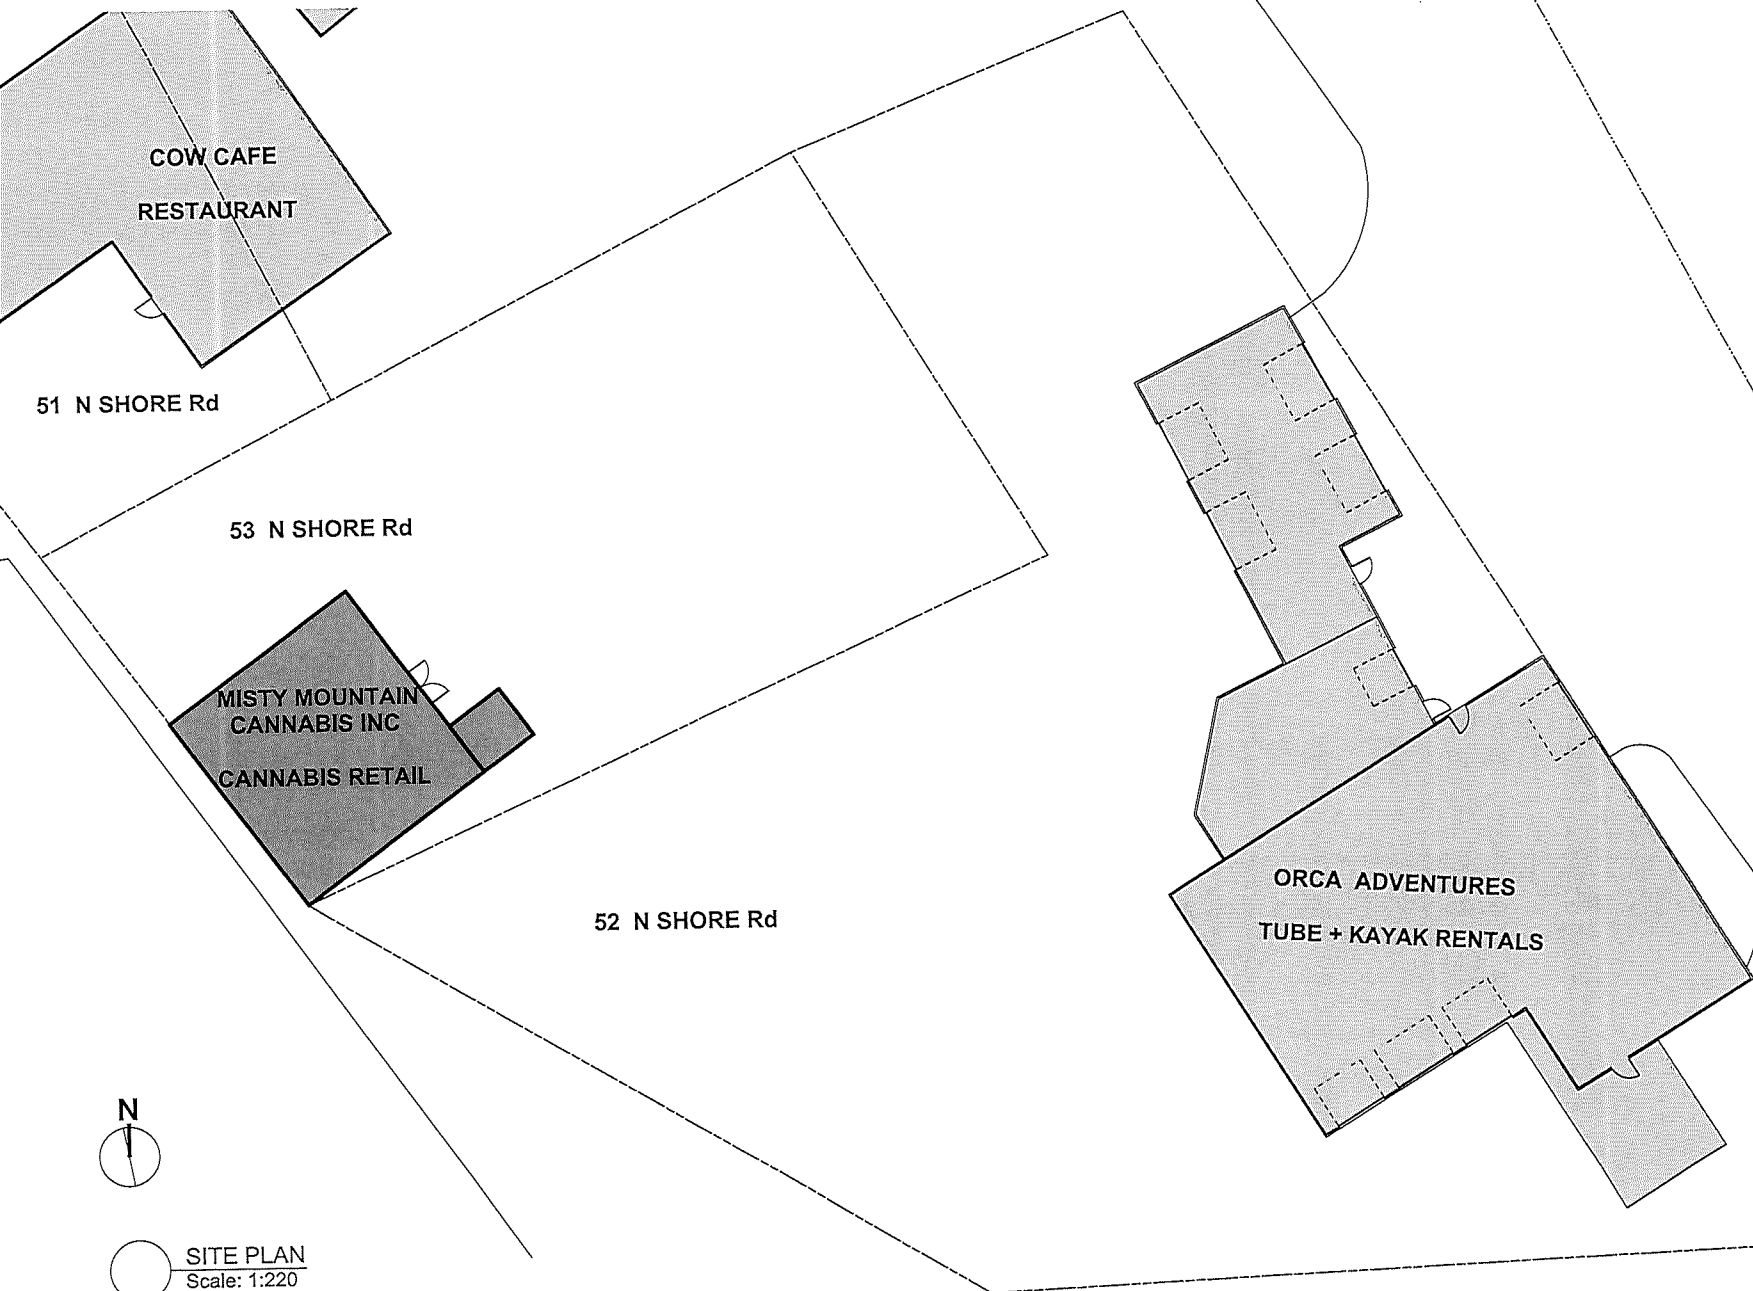 COW CAFE
RESTAURANT
51 N SHORE Rd
53 N SHORE Rd
MISTY MOUNTAIN
CANNABIS INC
CANNABIS RETAIL
52 N SHORE Rd
ORCA ADVENTURES
TUBE + KAYAK RENTALS
N
SITE PLAN
Scale: 1:220